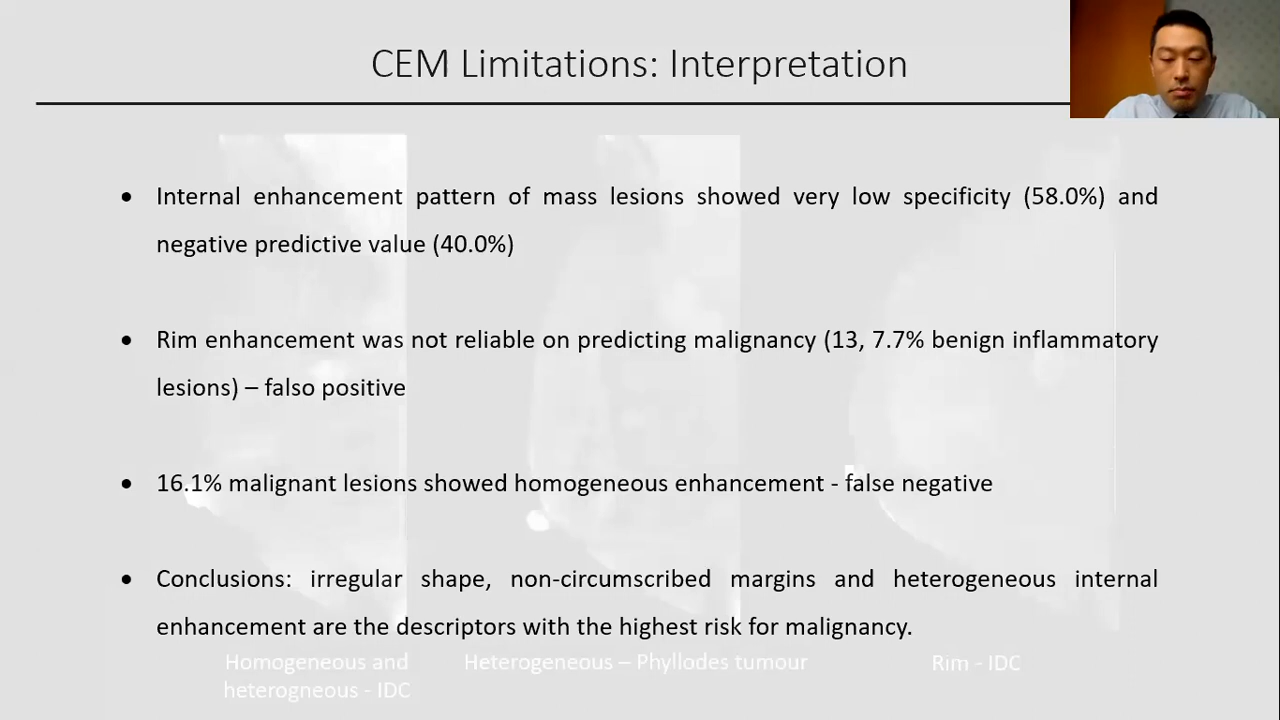 CEM Limitations: Interpretation
• Internal enhancement pattern of mass lesions showed very low specificity (58.0%) and
negative predictive value (40.0%)
• Rim enhancement was not reliable on predicting malignancy (13, 7.7% benign inflammatory
lesions) – falso positive
• 16.1% malignant lesions showed homogeneous enhancement - false negative
• Conclusions: irregular shape, non-circumscribed margins and heterogeneous internal
enhancement are the descriptors with the highest risk for malignancy.
Homogeneous and
heterogneous - IDC
Heterogeneous – Phyllodes tumour
Rim - IDC